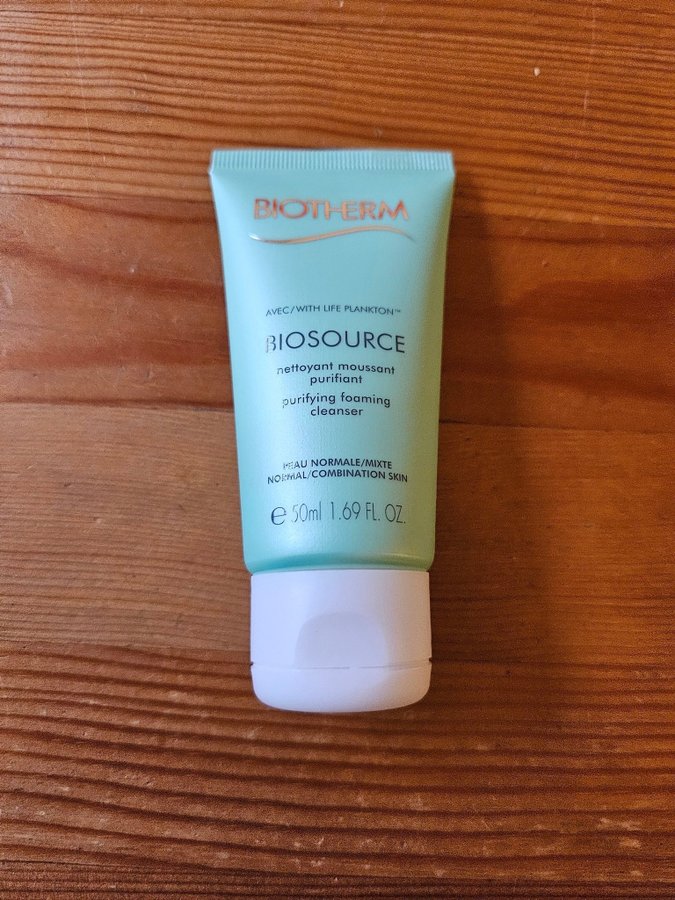 BIOTHERM
AVEC/WITH LIFE PLANKTON™
BIOSOURCE
nettoyant moussant
purifiant
purifying foaming
cleanser
PEAU NORMALE/MIXTE
NORMAL/COMBINATION SKIN
℮ 50ml 1.69 FL. OZ.